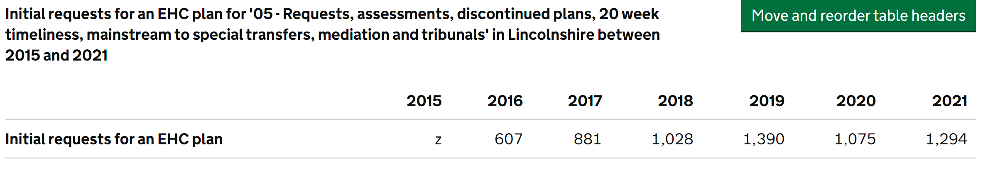 Initial requests for an EHC plan for '05 - Requests, assessments, discontinued plans, 20 week
timeliness, mainstream to special transfers, mediation and tribunals' in Lincolnshire between
2015 and 2021
Move and reorder table headers
2015 2016 2017 2018 2019 2020 2021
Initial requests for an EHC plan z 607 881 1,028 1,390 1,075 1,294